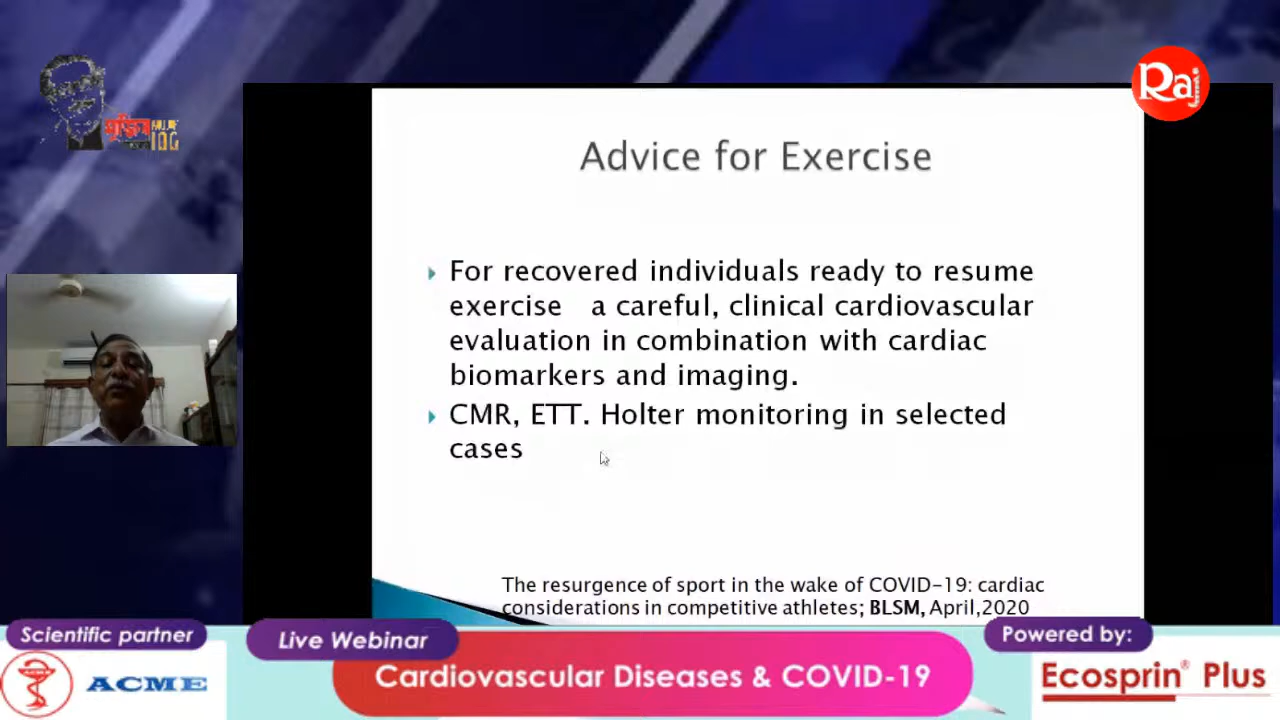 মুজিব
100
Raj
Advice for Exercise
For recovered individuals ready to resume
exercise a careful, clinical cardiovascular
evaluation in combination with cardiac
biomarkers and imaging.
CMR, ETT. Holter monitoring in selected
cases
The resurgence of sport in the wake of COVID-19: cardiac
considerations in competitive athletes; BLSM, April,2020
Scientific partner
ACME
Live Webinar
Cardiovascular Diseases & COVID-19
Powered by:
Ecosprin® Plus